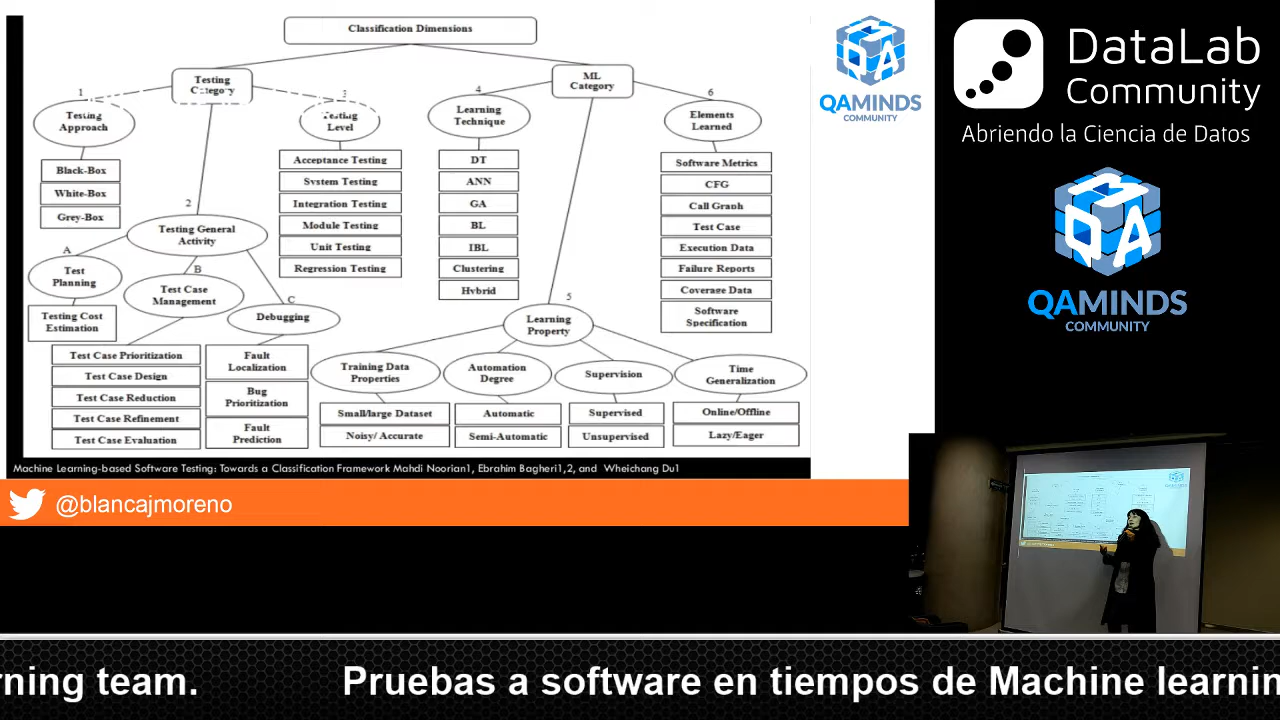 Classification Dimensions
Testing
Category
ML
Category
1
Testing
Approach
Black-Box
White-Box
Grey-Box
2
Testing General
Activity
A
Test
Planning
Testing Cost
Estimation
B
Test Case
Management
Test Case Prioritization
Test Case Design
Test Case Reduction
Test Case Refinement
Test Case Evaluation
C
Debugging
Fault
Localization
Bug
Prioritization
Fault
Prediction
3
Testing
Level
Acceptance Testing
System Testing
Integration Testing
Module Testing
Unit Testing
Regression Testing
4
Learning
Technique
DT
ANN
GA
BL
IBL
Clustering
Hybrid
5
Learning
Property
Training Data
Properties
Small/large Dataset
Noisy/ Accurate
Automation
Degree
Automatic
Semi-Automatic
Supervision
Supervised
Unsupervised
Time
Generalization
Online/Offline
Lazy/Eager
6
Elements
Learned
Software Metrics
CFG
Call Graph
Test Case
Execution Data
Failure Reports
Coverage Data
Software
Specification
Machine Learning-based Software Testing: Towards a Classification Framework Mahdi Noorian1, Ebrahim Bagheri1,2, and Wheichang Du1
@blancajmoreno
QA
QAMINDS
COMMUNITY
DataLab
Community
Abriendo la Ciencia de Datos
QA
QAMINDS
COMMUNITY
rning team.
Pruebas a software en tiempos de Machine learnin